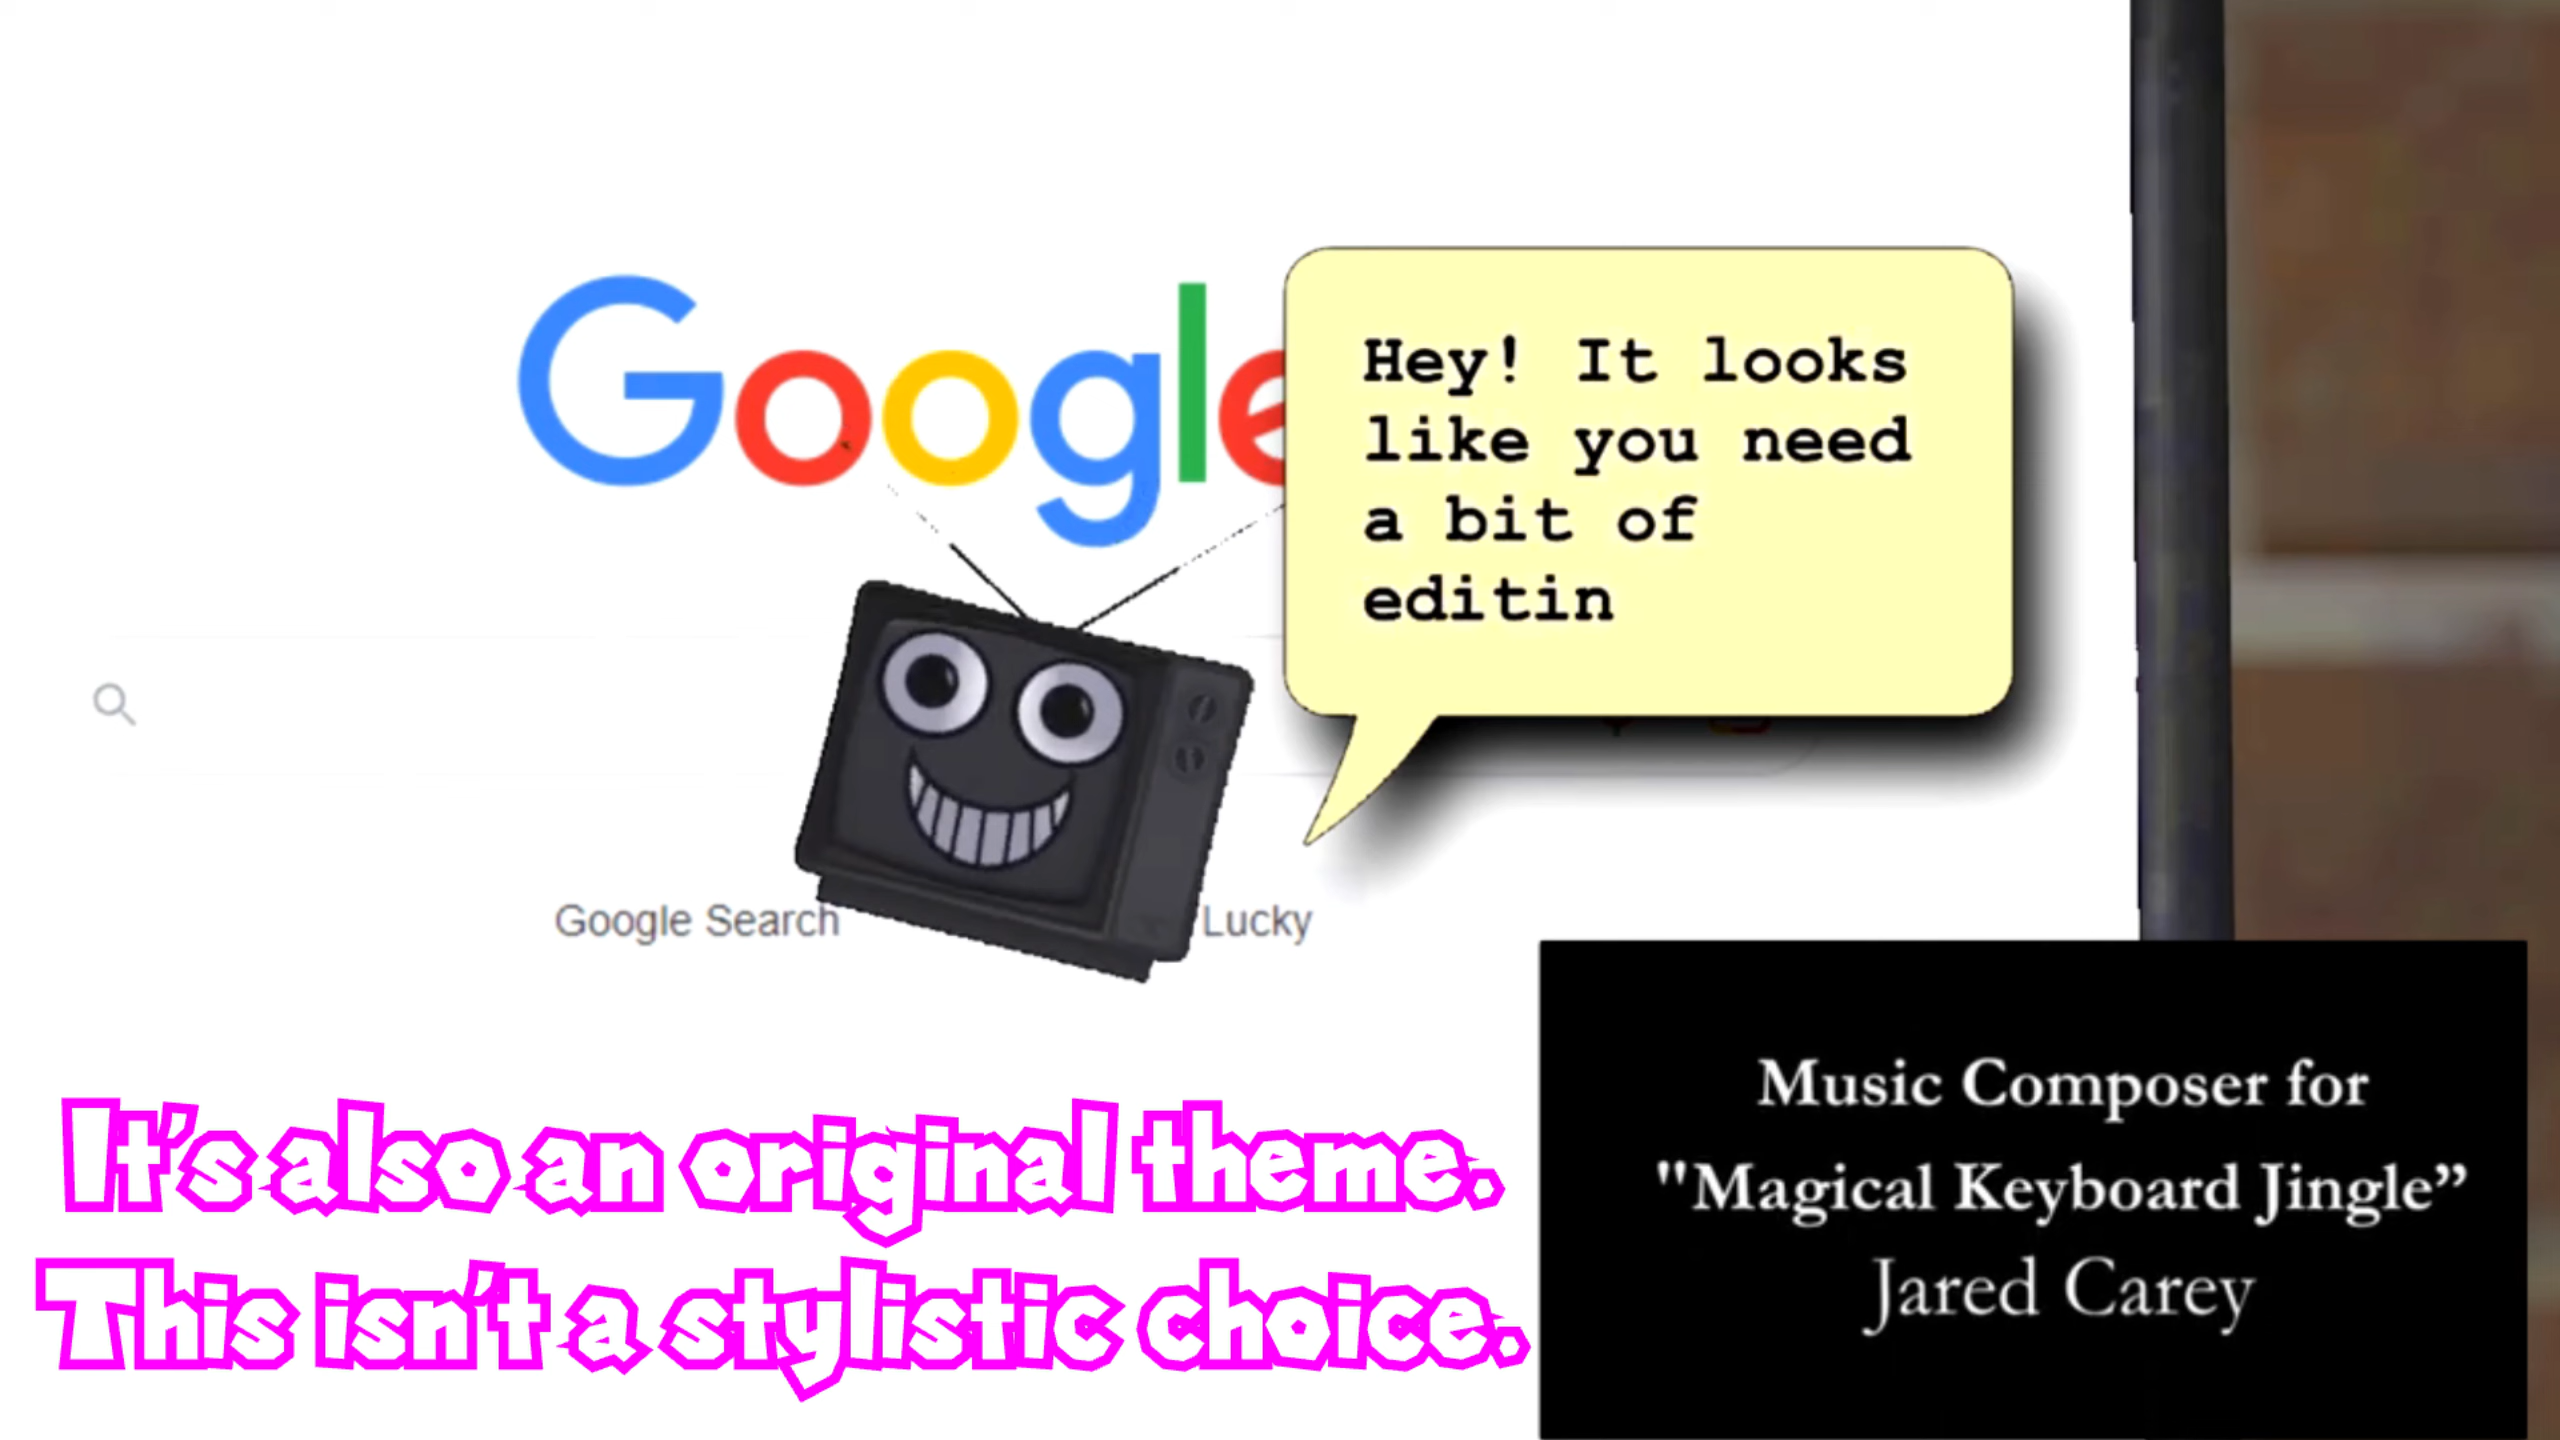 Google
Hey! It looks
like you need
a bit of
editin
Google Search
Lucky
It's also an original theme.
This isn't a stylistic choice.
Music Composer for
"Magical Keyboard Jingle”
Jared Carey